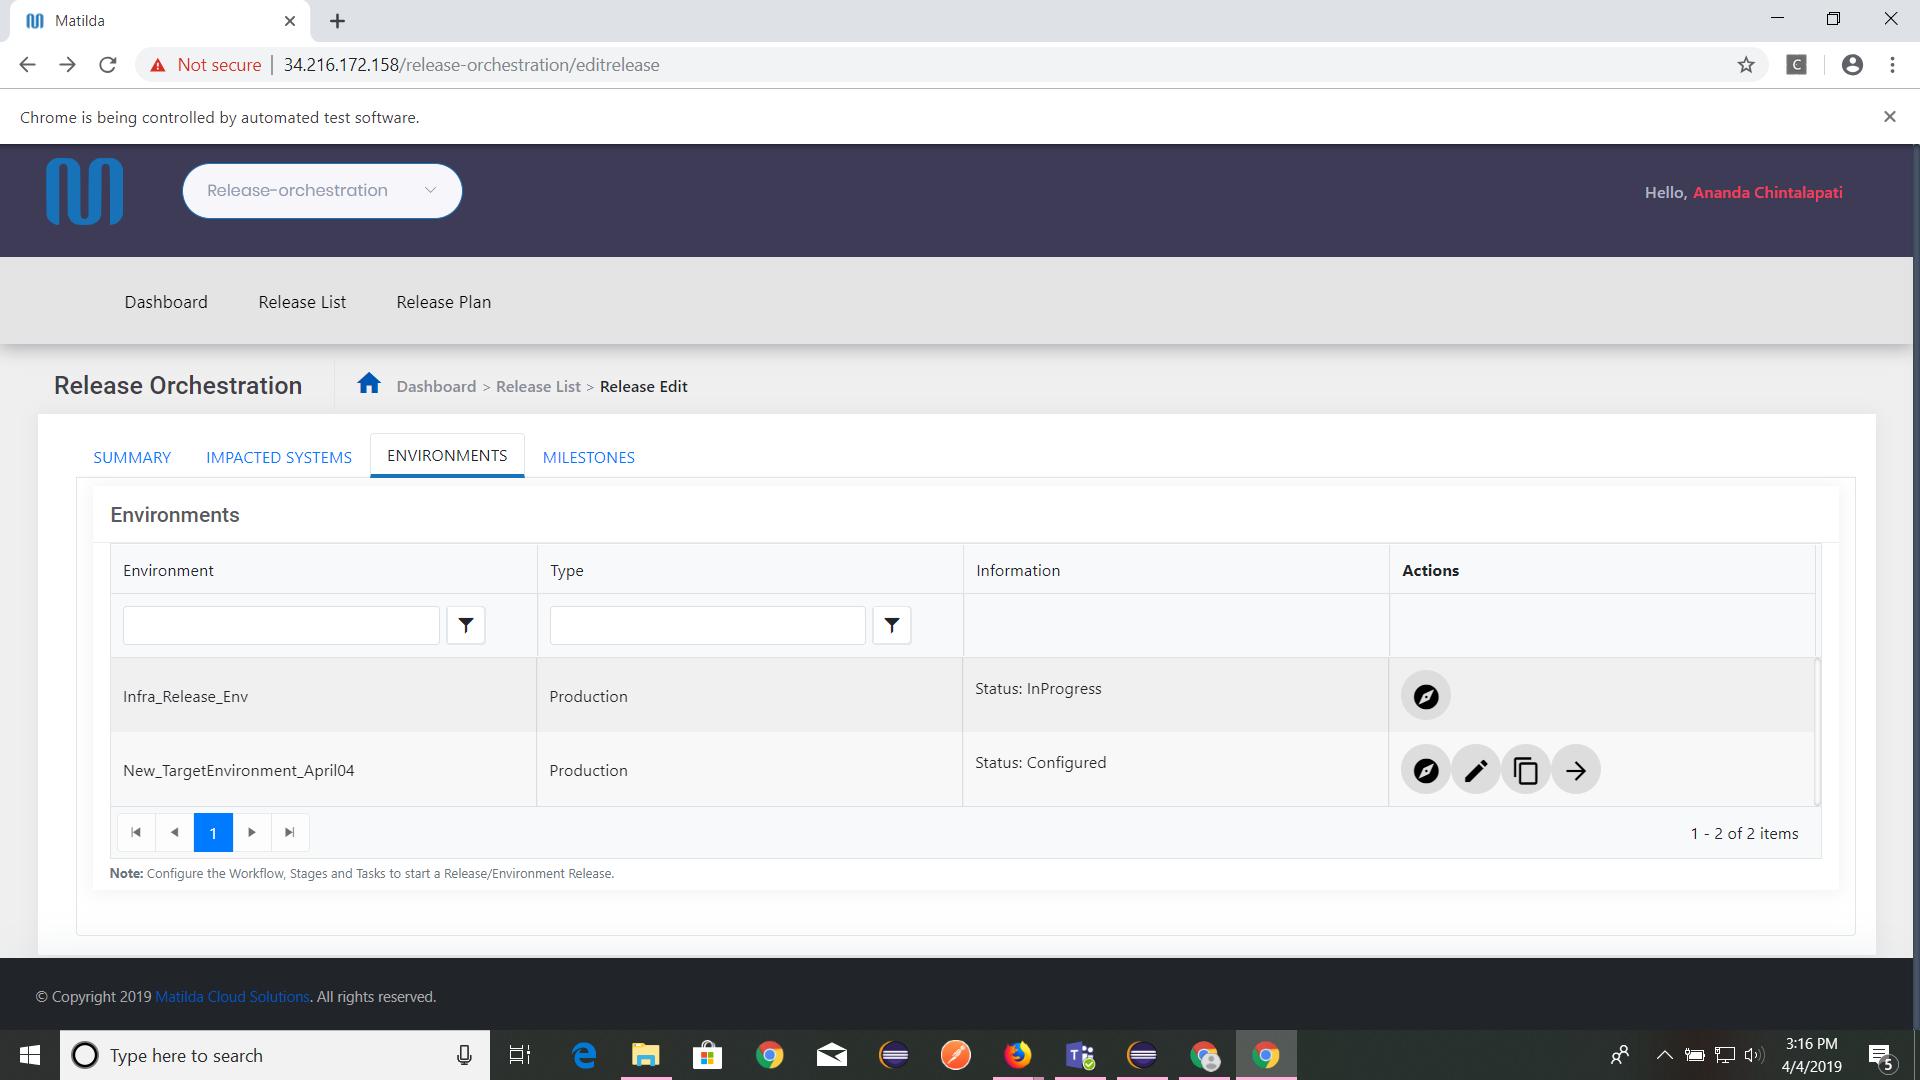 Matilda
Not secure
34.216.172.158/release-orchestration/editrelease
C
Chrome is being controlled by automated test software.
Release-orchestration
Hello, Ananda Chintalapati
Dashboard
Release List
Release Plan
Release Orchestration
Dashboard > Release List > Release Edit
SUMMARY
IMPACTED SYSTEMS
ENVIRONMENTS
MILESTONES
Environments
Environment
Type
Information
Actions
Infra_Release_Env
Production
Status: InProgress
New_TargetEnvironment_April04
Production
Status: Configured
1
1 - 2 of 2 items
Note: Configure the Workflow, Stages and Tasks to start a Release/Environment Release.
© Copyright 2019 Matilda Cloud Solutions. All rights reserved.
Type here to search
3:16 PM
4/4/2019
5